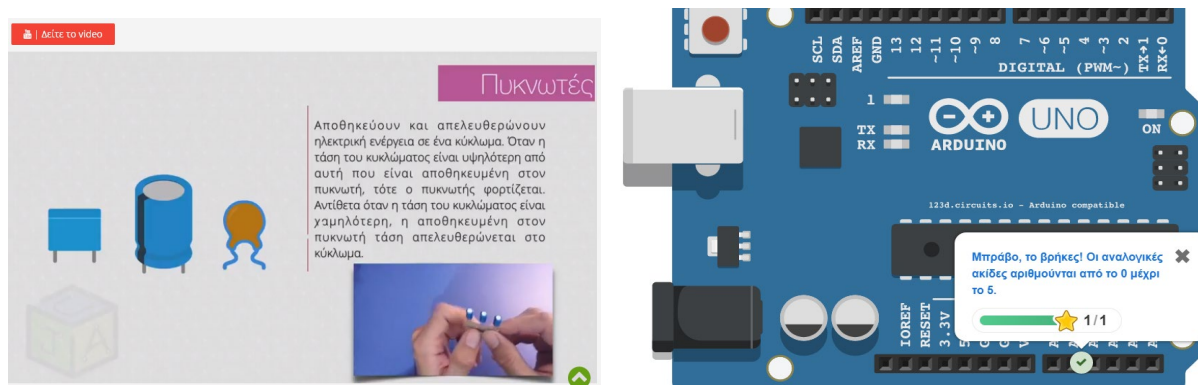 | Δείτε το video
Πυκνωτές
Αποθηκεύουν και απελευθερώνουν
ηλεκτρική ενέργεια σε ένα κύκλωμα. Όταν η
τάση του κυκλώματος είναι υψηλότερη από
αυτή που είναι αποθηκευμένη στον
πυκνωτή, τότε ο πυκνωτής φορτίζεται.
Αντίθετα όταν η τάση του κυκλώματος είναι
χαμηλότερη, η αποθηκευμένη στον
πυκνωτή τάση απελευθερώνεται στο
κύκλωμα.
SCL
SDA
AREF
GND
13
12
~11
~10
~9
8
7
~6
~5
4
~3
2
TX→1
RX←0
DIGITAL (PWM~)
1
TX
RX
ARDUINO
UNO
ON
123d.circuits.io - Arduino compatible
Μπράβο, το βρήκες! Οι αναλογικές
ακίδες αριθμούνται από το 0 μέχρι
το 5.
1/1
IOREF
RESET
3.3V